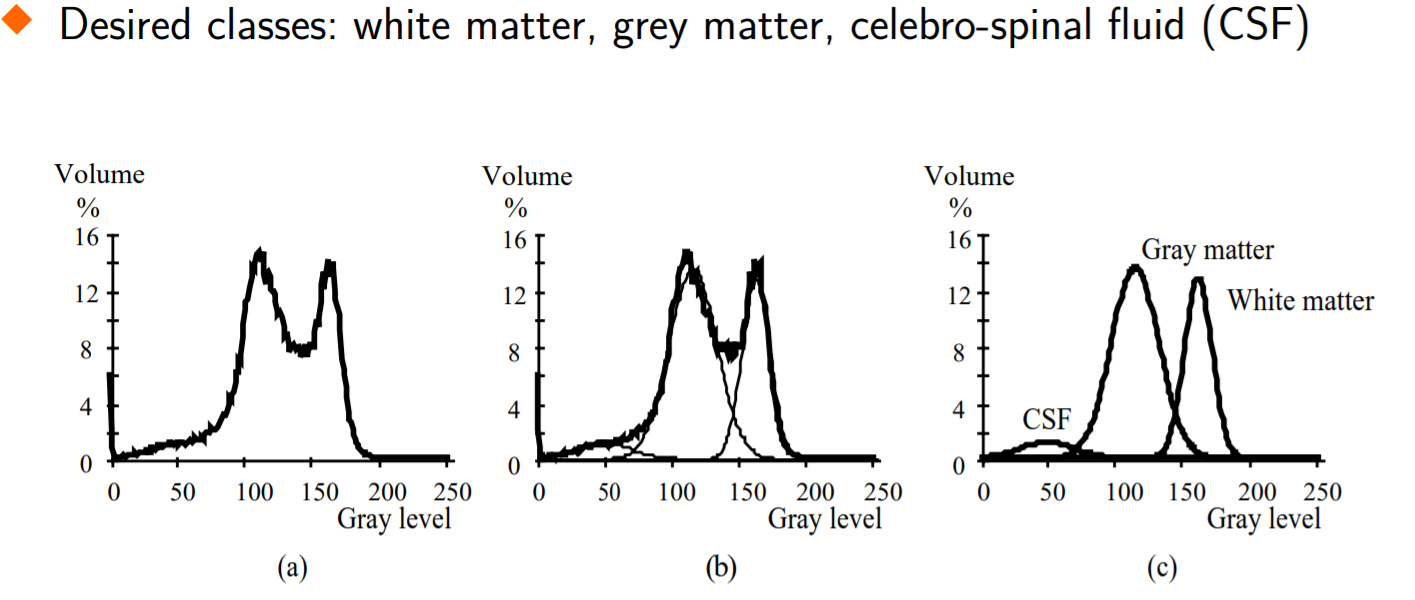 Desired classes: white matter, grey matter, celebro-spinal fluid (CSF)
Volume
%
16
12
8
4
0
0 50 100 150 200 250
Gray level
(a)
Volume
%
16
12
8
4
0
0 50 100 150 200 250
Gray level
(b)
Volume
%
16
12
8
4
0
Gray matter
White matter
CSF
0 50 100 150 200 250
Gray level
(c)